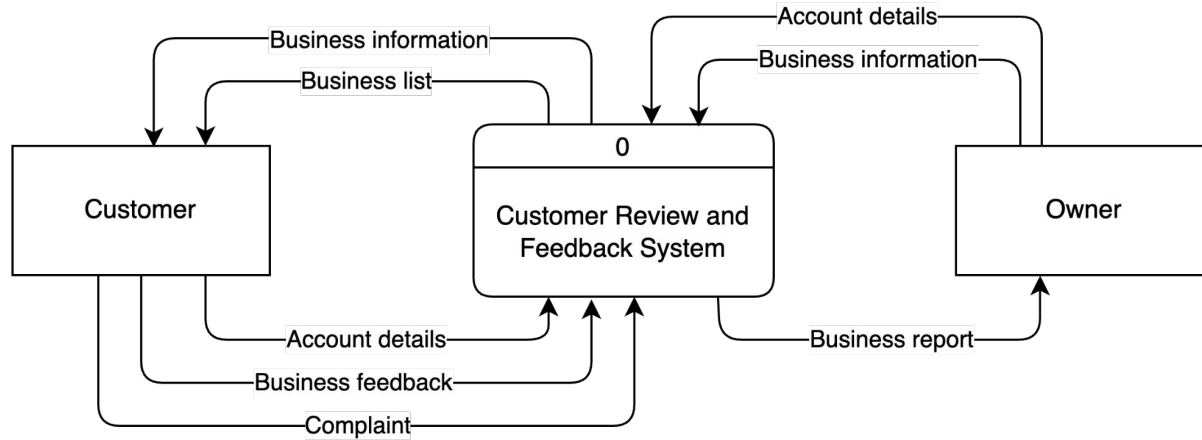 Account details
Business information
Business information
Business list
0
Customer
Customer Review and
Feedback System
Owner
Account details
Business report
Business feedback
Complaint